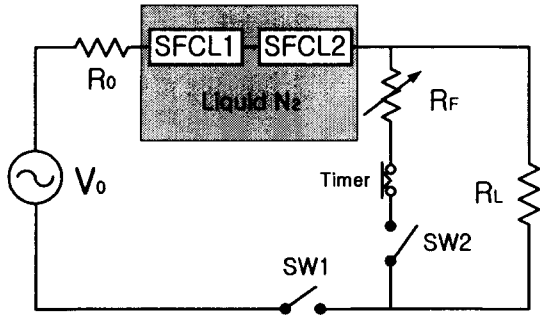 SFCL1 SFCL2
R0
Liquid N2
RF
Timer
V0
RL
SW2
SW1